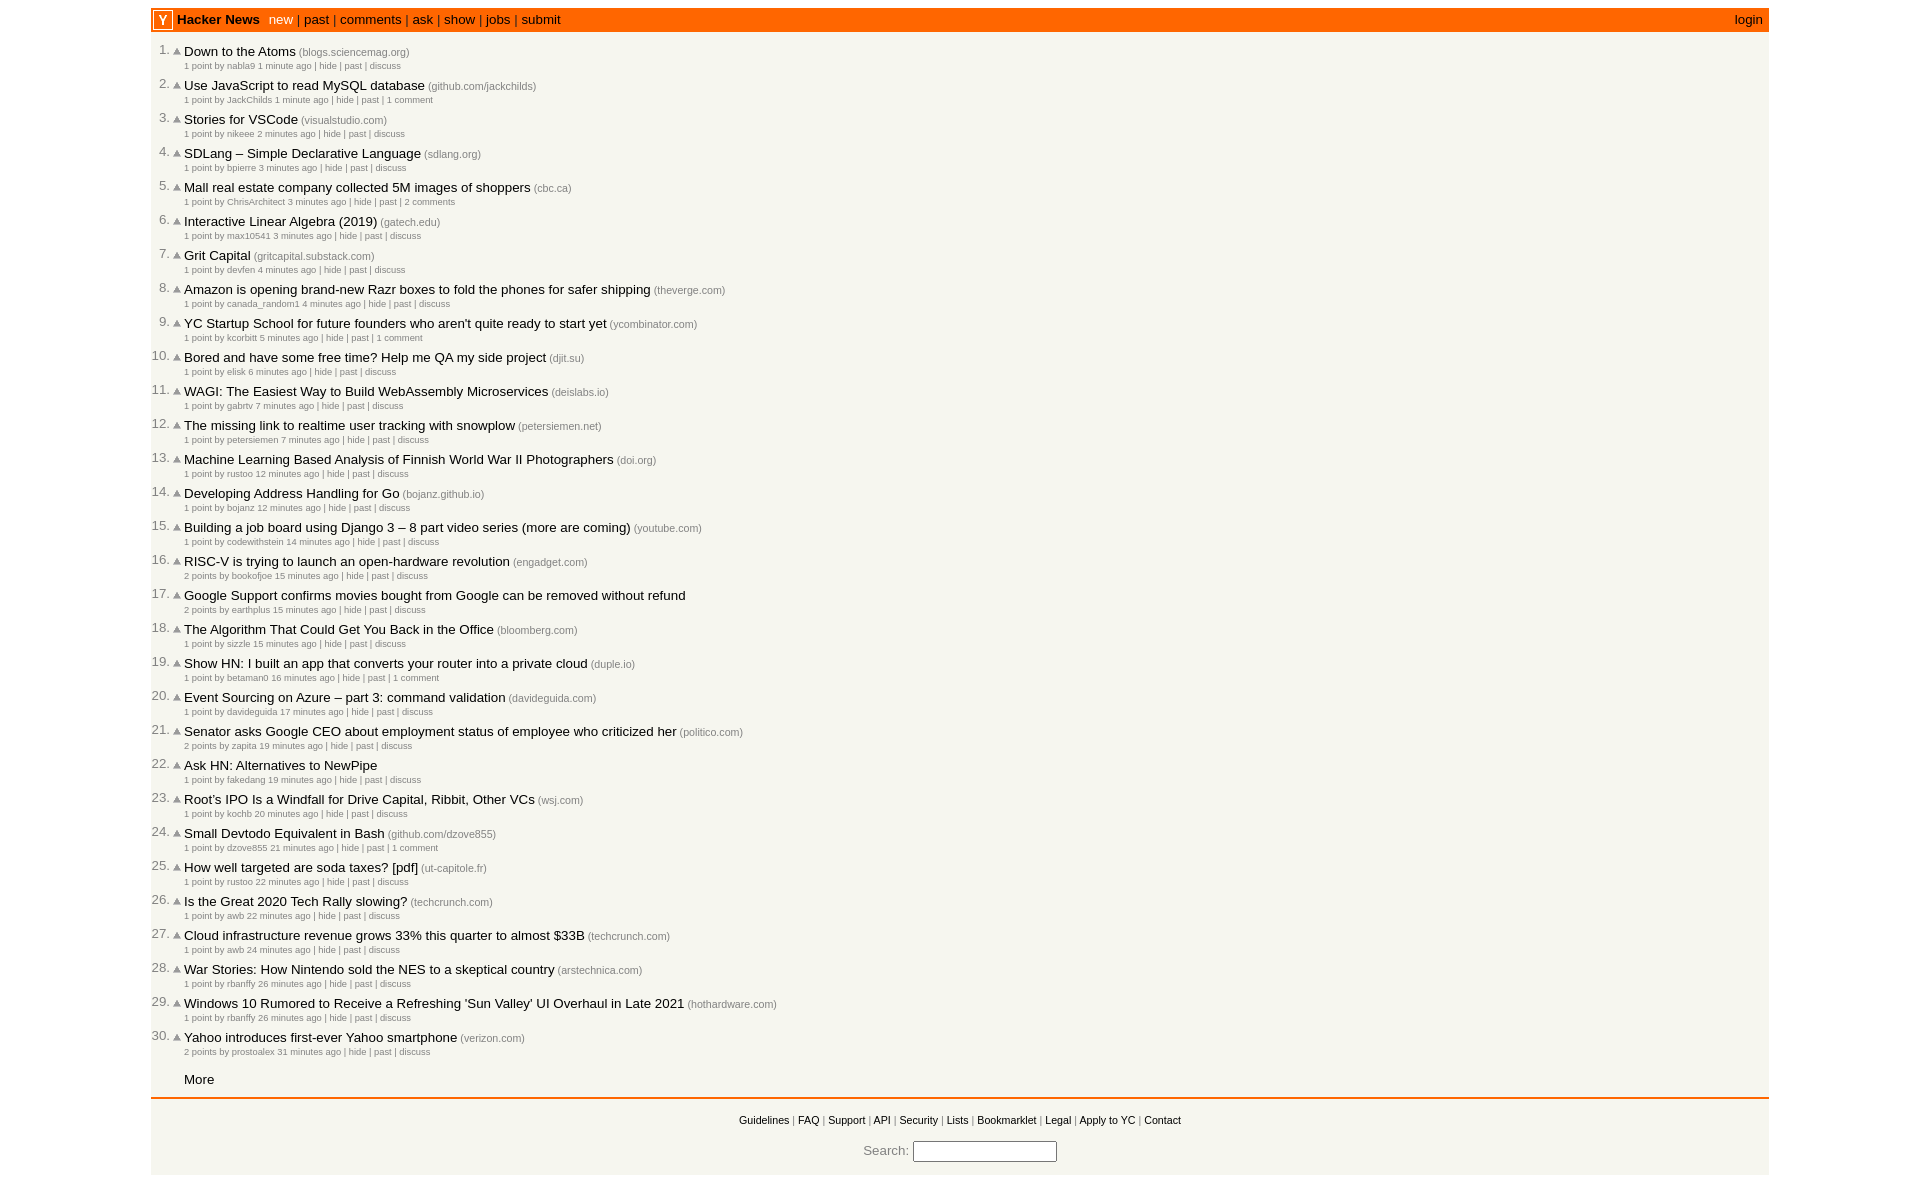 Y Hacker News new | past | comments | ask | show | jobs | submit login
1. Down to the Atoms (blogs.sciencemag.org)
1 point by nabla9 1 minute ago | hide | past | discuss
2. Use JavaScript to read MySQL database (github.com/jackchilds)
1 point by JackChilds 1 minute ago | hide | past | 1 comment
3. Stories for VSCode (visualstudio.com)
1 point by nikeee 2 minutes ago | hide | past | discuss
4. SDLang – Simple Declarative Language (sdlang.org)
1 point by bpierre 3 minutes ago | hide | past | discuss
5. Mall real estate company collected 5M images of shoppers (cbc.ca)
1 point by ChrisArchitect 3 minutes ago | hide | past | 2 comments
6. Interactive Linear Algebra (2019) (gatech.edu)
1 point by max10541 3 minutes ago | hide | past | discuss
7. Grit Capital (gritcapital.substack.com)
1 point by devfen 4 minutes ago | hide | past | discuss
8. Amazon is opening brand-new Razr boxes to fold the phones for safer shipping (theverge.com)
1 point by canada_random1 4 minutes ago | hide | past | discuss
9. YC Startup School for future founders who aren't quite ready to start yet (ycombinator.com)
1 point by kcorbitt 5 minutes ago | hide | past | 1 comment
10. Bored and have some free time? Help me QA my side project (djit.su)
1 point by elisk 6 minutes ago | hide | past | discuss
11. WAGI: The Easiest Way to Build WebAssembly Microservices (deislabs.io)
1 point by gabrtv 7 minutes ago | hide | past | discuss
12. The missing link to realtime user tracking with snowplow (petersiemen.net)
1 point by petersiemen 7 minutes ago | hide | past | discuss
13. Machine Learning Based Analysis of Finnish World War II Photographers (doi.org)
1 point by rustoo 12 minutes ago | hide | past | discuss
14. Developing Address Handling for Go (bojanz.github.io)
1 point by bojanz 12 minutes ago | hide | past | discuss
15. Building a job board using Django 3 – 8 part video series (more are coming) (youtube.com)
1 point by codewithstein 14 minutes ago | hide | past | discuss
16. RISC-V is trying to launch an open-hardware revolution (engadget.com)
2 points by bookofjoe 15 minutes ago | hide | past | discuss
17. Google Support confirms movies bought from Google can be removed without refund
2 points by earthplus 15 minutes ago | hide | past | discuss
18. The Algorithm That Could Get You Back in the Office (bloomberg.com)
1 point by sizzle 15 minutes ago | hide | past | discuss
19. Show HN: I built an app that converts your router into a private cloud (duple.io)
1 point by betaman0 16 minutes ago | hide | past | 1 comment
20. Event Sourcing on Azure – part 3: command validation (davideguida.com)
1 point by davideguida 17 minutes ago | hide | past | discuss
21. Senator asks Google CEO about employment status of employee who criticized her (politico.com)
2 points by zapita 19 minutes ago | hide | past | discuss
22. Ask HN: Alternatives to NewPipe
1 point by fakedang 19 minutes ago | hide | past | discuss
23. Root’s IPO Is a Windfall for Drive Capital, Ribbit, Other VCs (wsj.com)
1 point by kochb 20 minutes ago | hide | past | discuss
24. Small Devtodo Equivalent in Bash (github.com/dzove855)
1 point by dzove855 21 minutes ago | hide | past | 1 comment
25. How well targeted are soda taxes? [pdf] (ut-capitole.fr)
1 point by rustoo 22 minutes ago | hide | past | discuss
26. Is the Great 2020 Tech Rally slowing? (techcrunch.com)
1 point by awb 22 minutes ago | hide | past | discuss
27. Cloud infrastructure revenue grows 33% this quarter to almost $33B (techcrunch.com)
1 point by awb 24 minutes ago | hide | past | discuss
28. War Stories: How Nintendo sold the NES to a skeptical country (arstechnica.com)
1 point by rbanffy 26 minutes ago | hide | past | discuss
29. Windows 10 Rumored to Receive a Refreshing 'Sun Valley' UI Overhaul in Late 2021 (hothardware.com)
1 point by rbanffy 26 minutes ago | hide | past | discuss
30. Yahoo introduces first-ever Yahoo smartphone (verizon.com)
2 points by prostoalex 31 minutes ago | hide | past | discuss
More
Guidelines | FAQ | Support | API | Security | Lists | Bookmarklet | Legal | Apply to YC | Contact
Search: